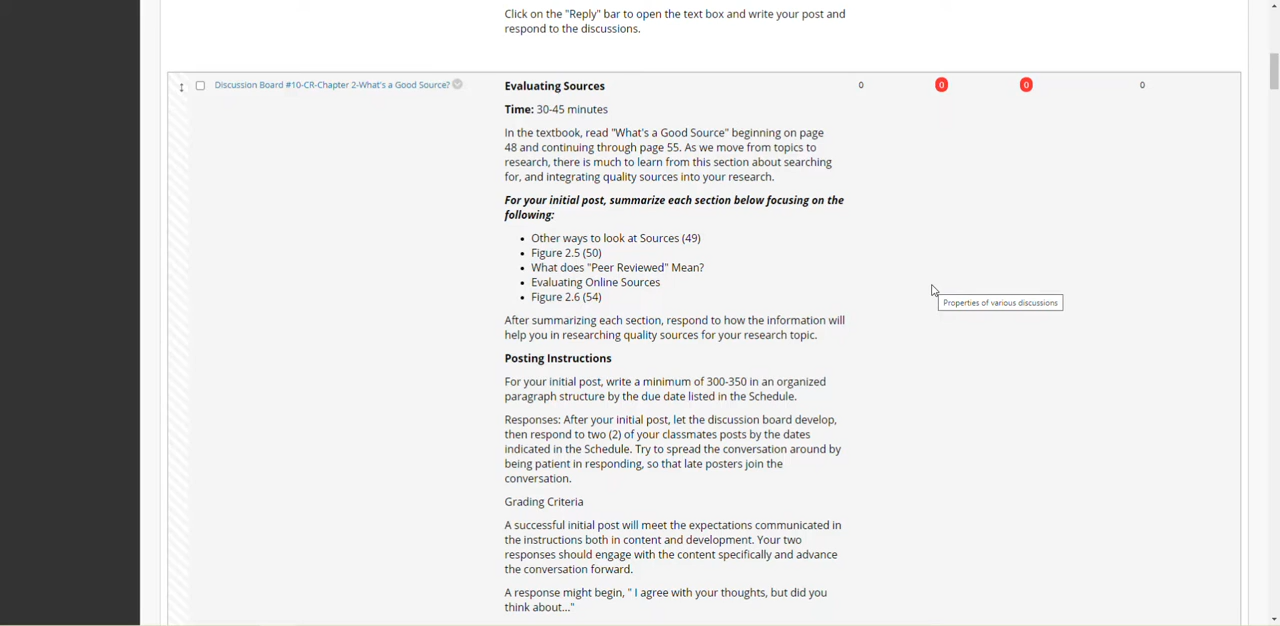 Click on the "Reply" bar to open the text box and write your post and
respond to the discussions.
Discussion Board #10-CR-Chapter 2-What's a Good Source?
Evaluating Sources
0
0
0
0
Time: 30-45 minutes
In the textbook, read "What's a Good Source" beginning on page
48 and continuing through page 55. As we move from topics to
research, there is much to learn from this section about searching
for, and integrating quality sources into your research.
For your initial post, summarize each section below focusing on the
following:
• Other ways to look at Sources (49)
• Figure 2.5 (50)
• What does "Peer Reviewed" Mean?
• Evaluating Online Sources
• Figure 2.6 (54)
Properties of various discussions
After summarizing each section, respond to how the information will
help you in researching quality sources for your research topic.
Posting Instructions
For your initial post, write a minimum of 300-350 in an organized
paragraph structure by the due date listed in the Schedule.
Responses: After your initial post, let the discussion board develop,
then respond to two (2) of your classmates posts by the dates
indicated in the Schedule. Try to spread the conversation around by
being patient in responding, so that late posters join the
conversation.
Grading Criteria
A successful initial post will meet the expectations communicated in
the instructions both in content and development. Your two
responses should engage with the content specifically and advance
the conversation forward.
A response might begin, " I agree with your thoughts, but did you
think about..."